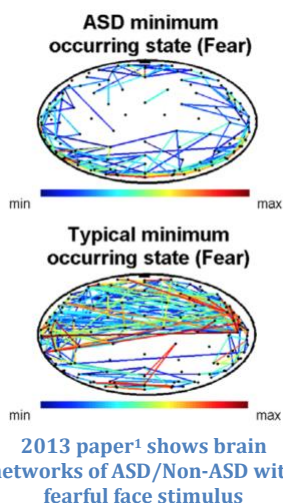 ASD minimum
occurring state (Fear)
min max
Typical minimum
occurring state (Fear)
min max
2013 paper¹ shows brain
networks of ASD/Non-ASD wit
fearful face stimulus